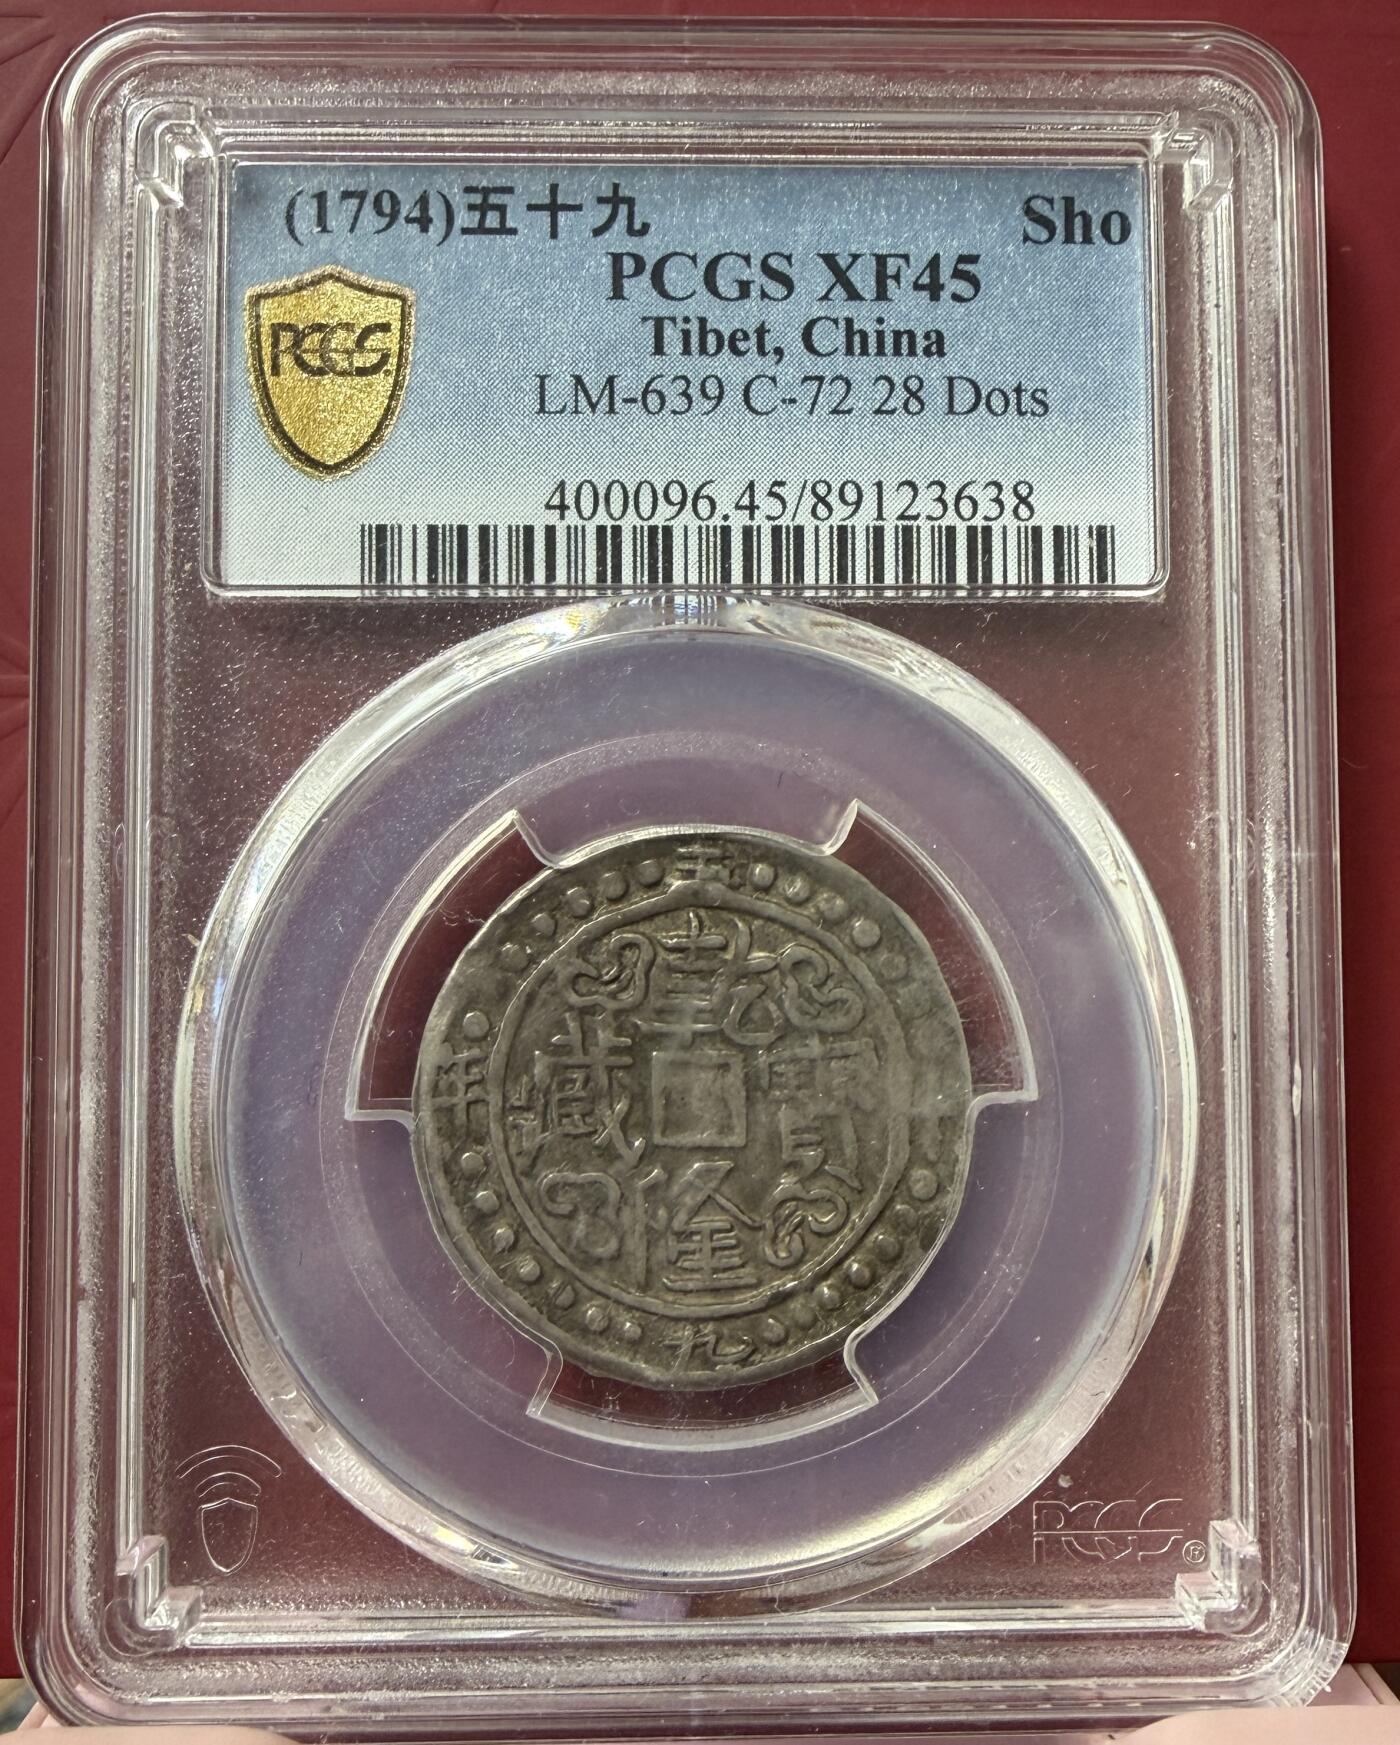 (1794)五十九 Sho
PCGS XF45
Tibet, China
LM-639 C-72 28 Dots
400096.45/89123638
PCGS
五
乾
藏 寶
年
隆
九
PCGS